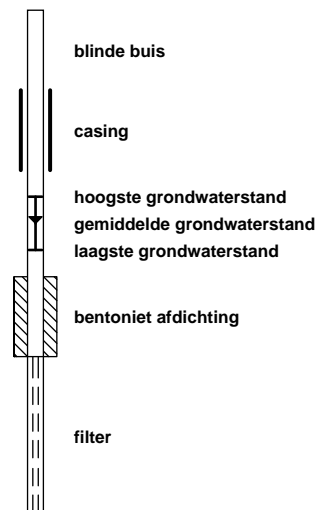 blinde buis
casing
hoogste grondwaterstand
gemiddelde grondwaterstand
laagste grondwaterstand
bentoniet afdichting
filter